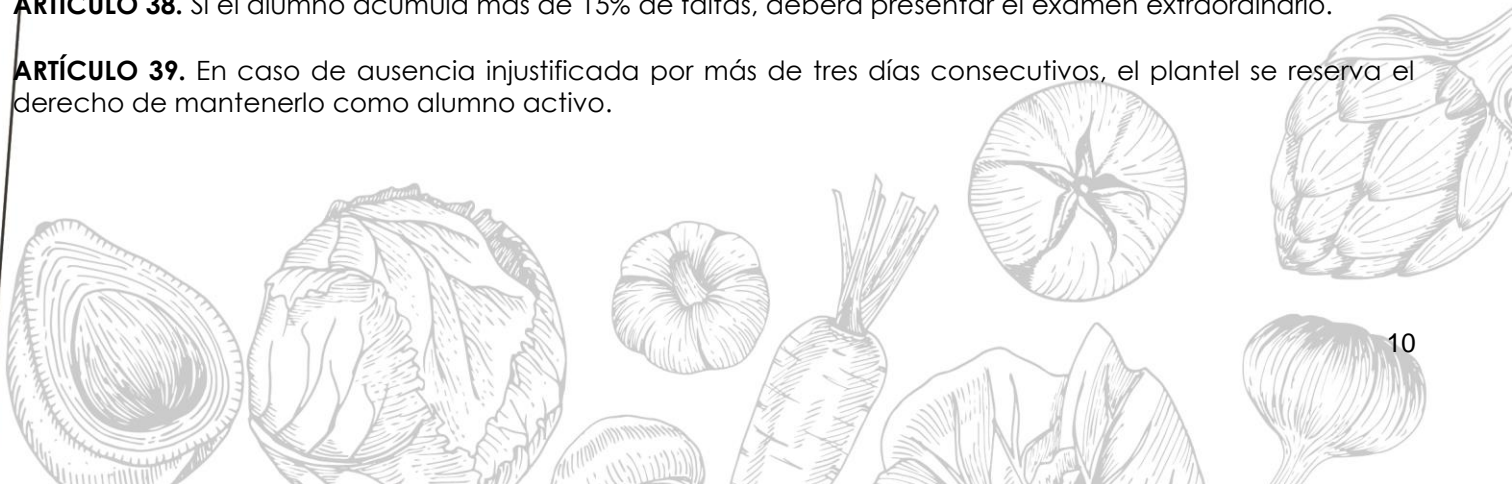 ARTÍCULO 38. Si el alumno acumula más de 15% de faltas, deberá presentar el examen extraordinario.
ARTÍCULO 39. En caso de ausencia injustificada por más de tres días consecutivos, el plantel se reserva el
derecho de mantenerlo como alumno activo.
10